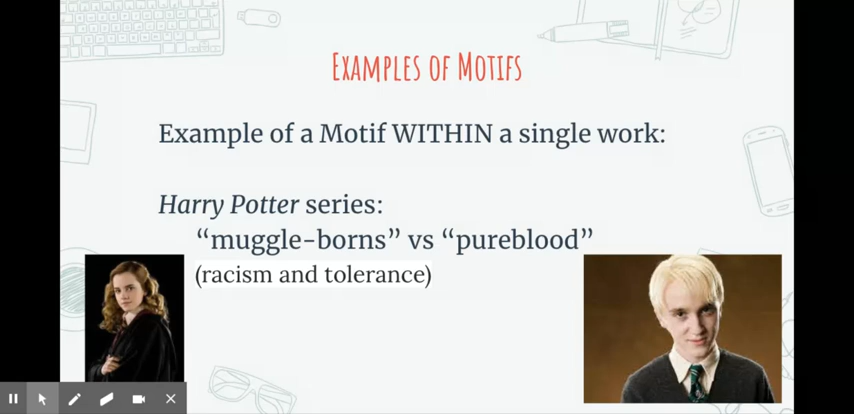 Examples of Motifs
Example of a Motif WITHIN a single work:
Harry Potter series:
“muggle-borns” vs “pureblood”
(racism and tolerance)